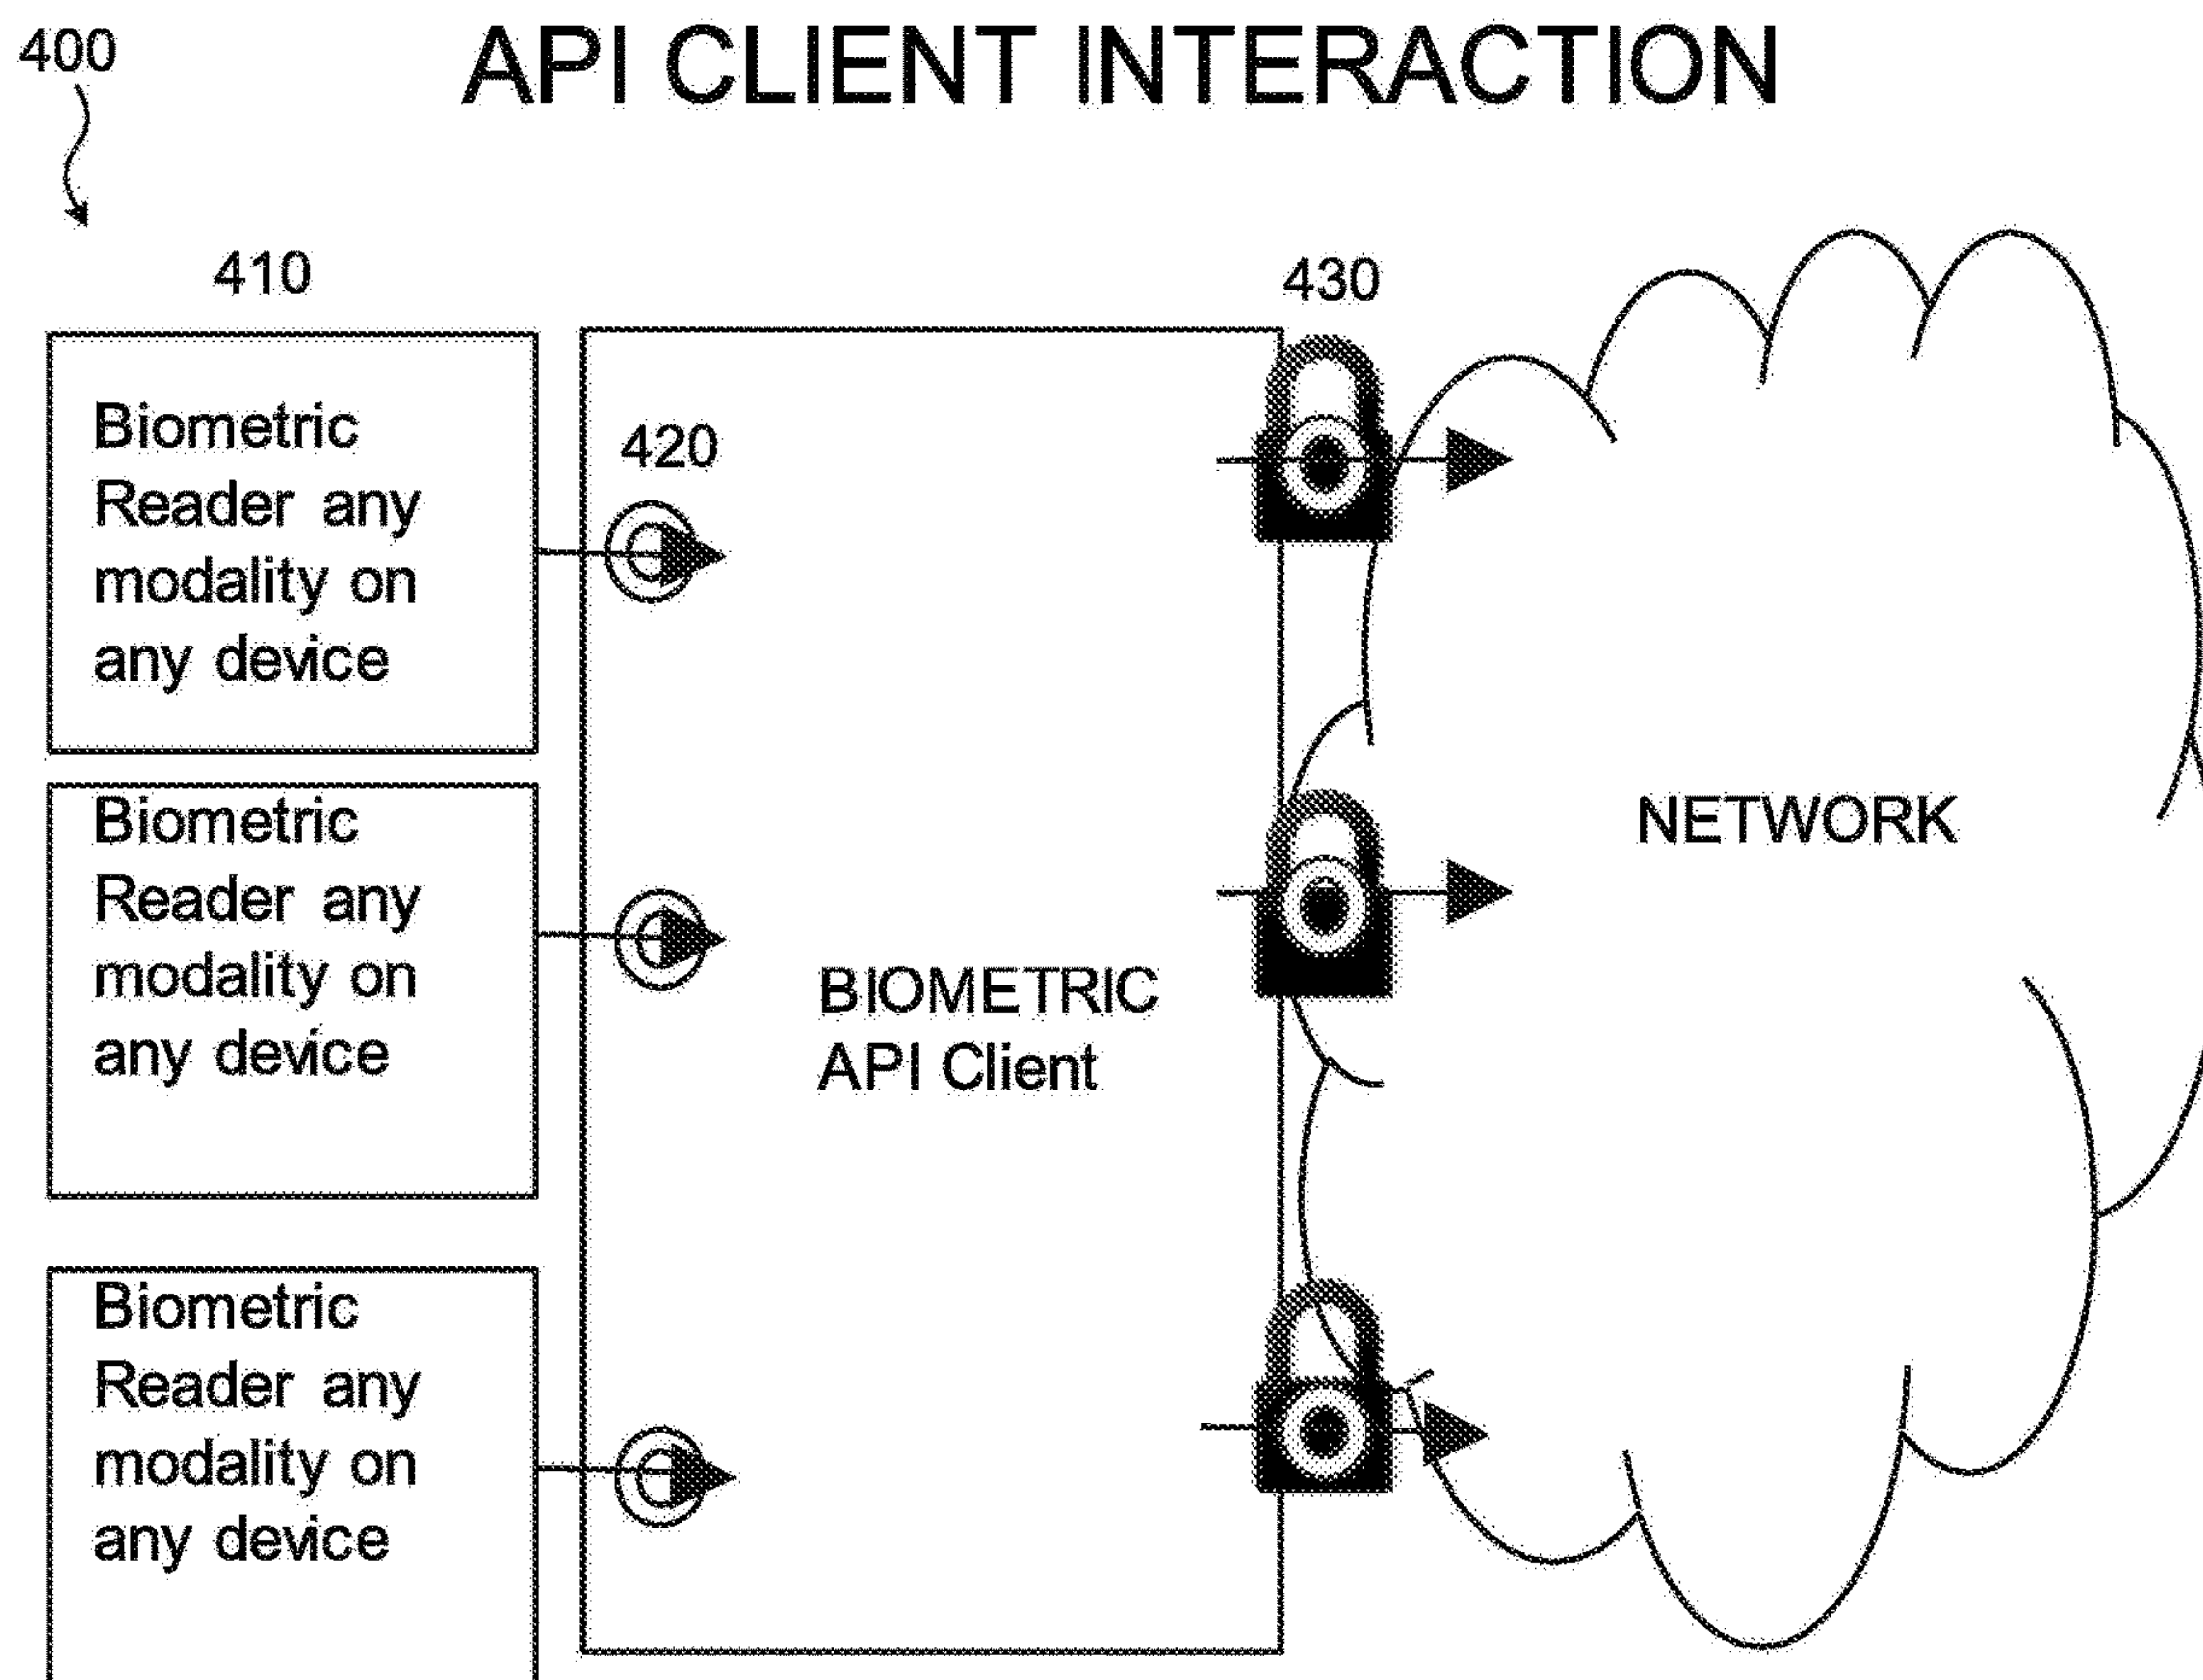 400
API CLIENT INTERACTION
410
430
Biometric
Reader any
modality on
any device
420
Biometric
Reader any
modality on
any device
NETWORK
BIOMETRIC
API Client
Biometric
Reader any
modality on
any device